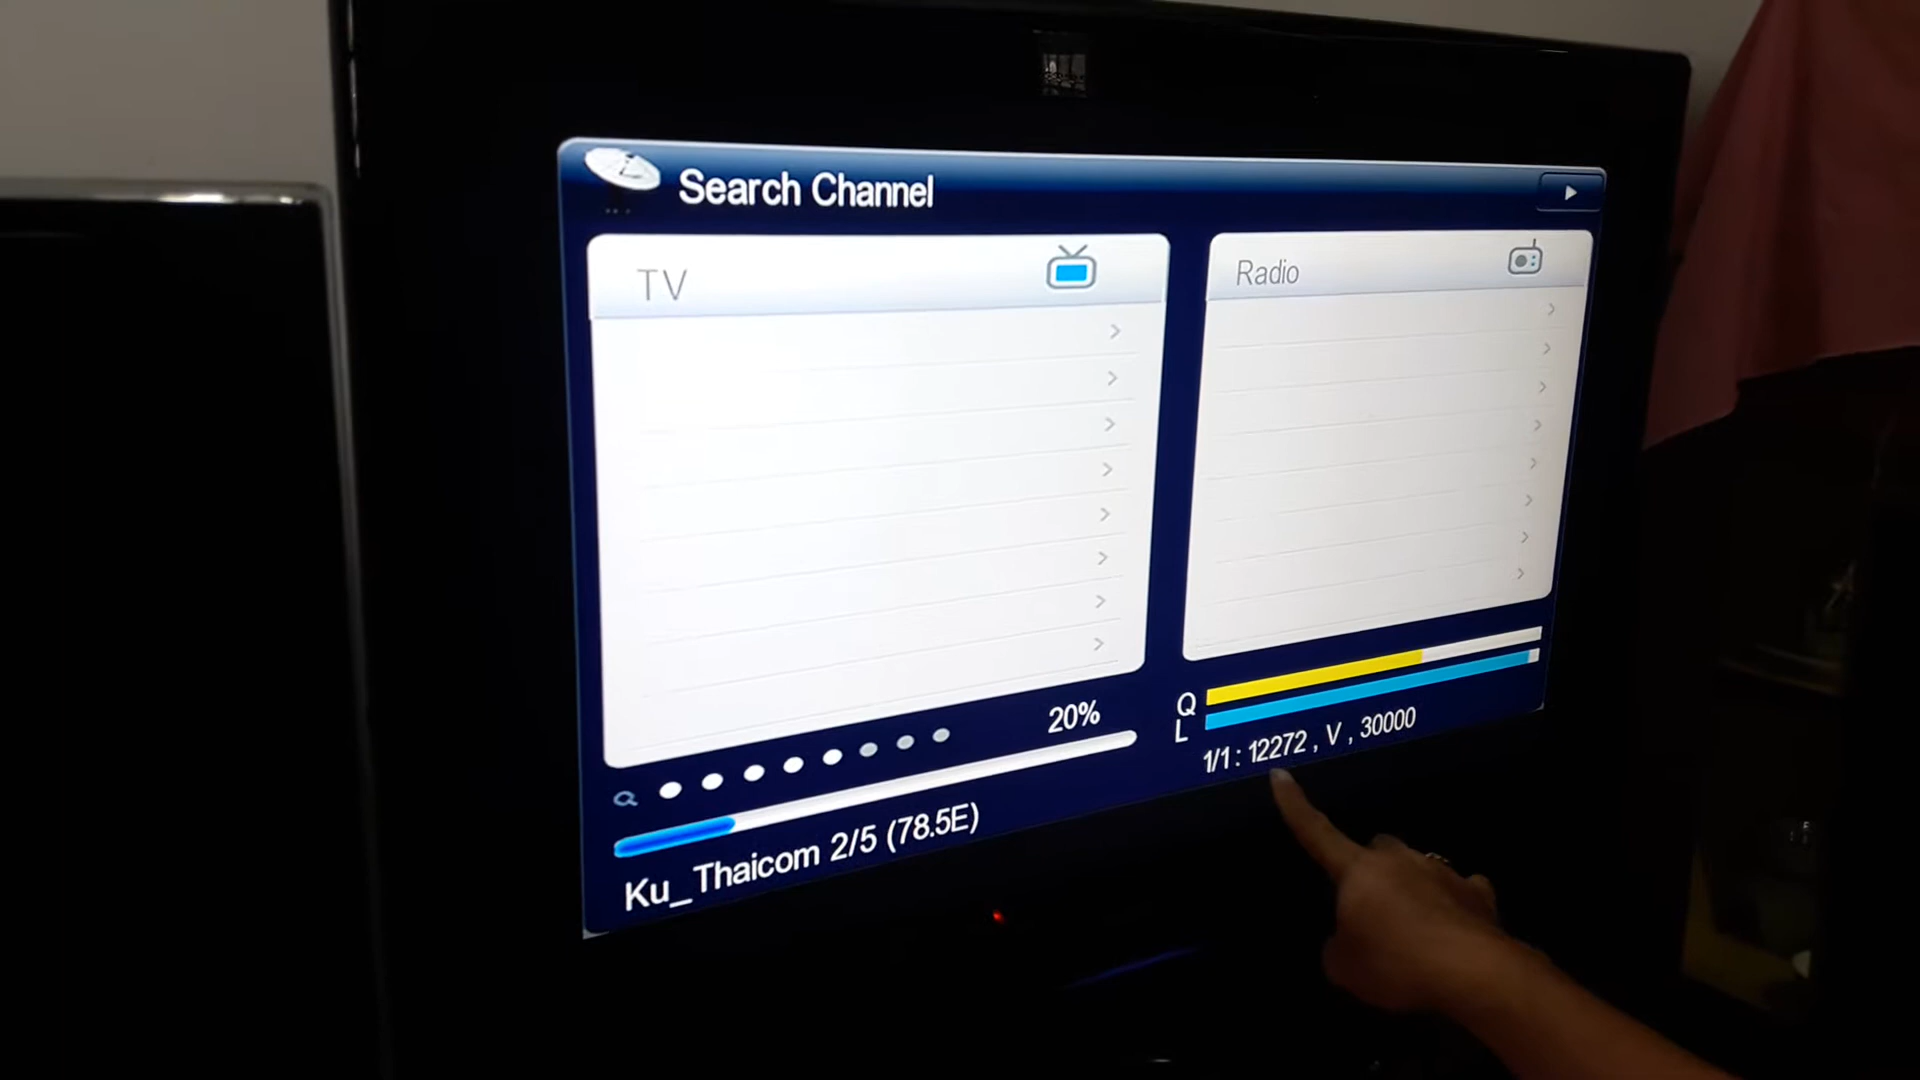 Search Channel
TV
Radio
20%
Q
L
1/1 : 12272 , V , 30000
Ku_Thaicom 2/5 (78.5E)